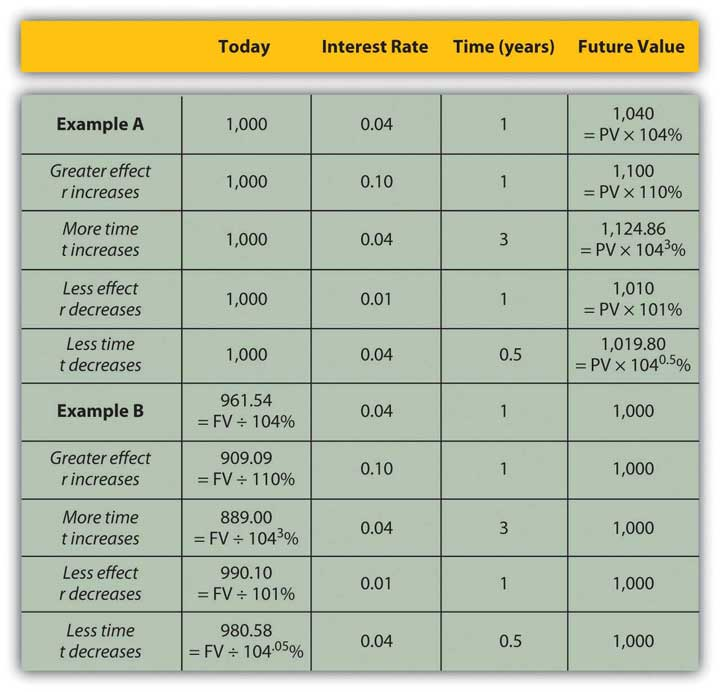 Today Interest Rate Time (years) Future Value
Example A 1,000 0.04 1 1,040
= PV × 104%
Greater effect
r increases 1,000 0.10 1 1,100
= PV × 110%
More time
t increases 1,000 0.04 3 1,124.86
= PV × 104³%
Less effect
r decreases 1,000 0.01 1 1,010
= PV × 101%
Less time
t decreases 1,000 0.04 0.5 1,019.80
= PV × 104⁰·⁵%
Example B 961.54
= FV ÷ 104% 0.04 1 1,000
Greater effect
r increases 909.09
= FV ÷ 110% 0.10 1 1,000
More time
t increases 889.00
= FV ÷ 104³% 0.04 3 1,000
Less effect
r decreases 990.10
= FV ÷ 101% 0.01 1 1,000
Less time
t decreases 980.58
= FV ÷ 104·⁰⁵% 0.04 0.5 1,000